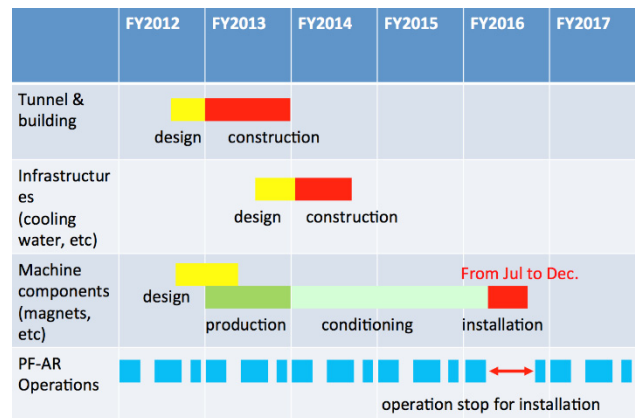 FY2012 FY2013 FY2014 FY2015 FY2016 FY2017
Tunnel &
building
design construction
Infrastructur
es
(cooling
water, etc)
design construction
Machine
components
(magnets,
etc)
From Jul to Dec.
design
production conditioning installation
PF-AR
Operations
operation stop for installation